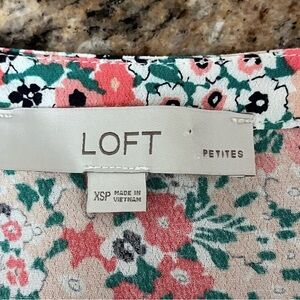 LOFT
PETITES
XSP MADE IN
VIETNAM